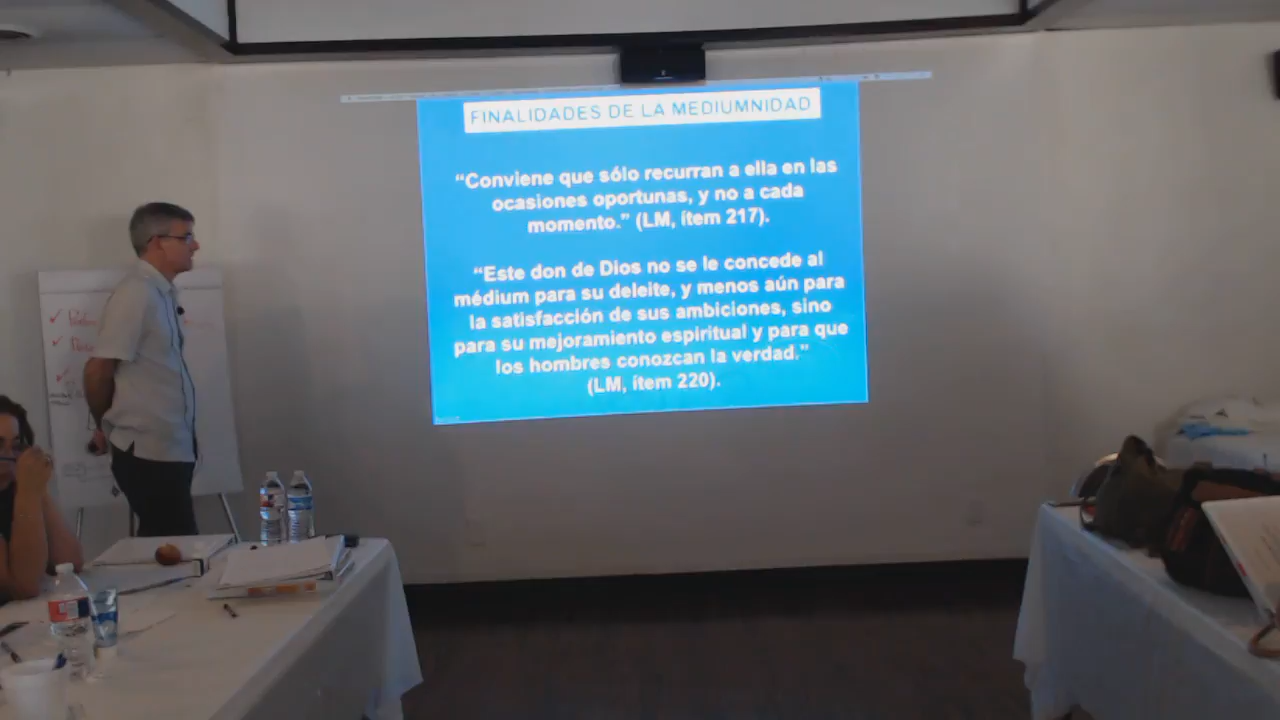 FINALIDADES DE LA MEDIUMNIDAD
“Conviene que sólo recurran a ella en las
ocasiones oportunas, y no a cada
momento.” (LM, ítem 217).
“Este don de Dios no se le concede al
médium para su deleite, y menos aún para
la satisfacción de sus ambiciones, sino
para su mejoramiento espiritual y para que
los hombres conozcan la verdad.”
(LM, ítem 220).